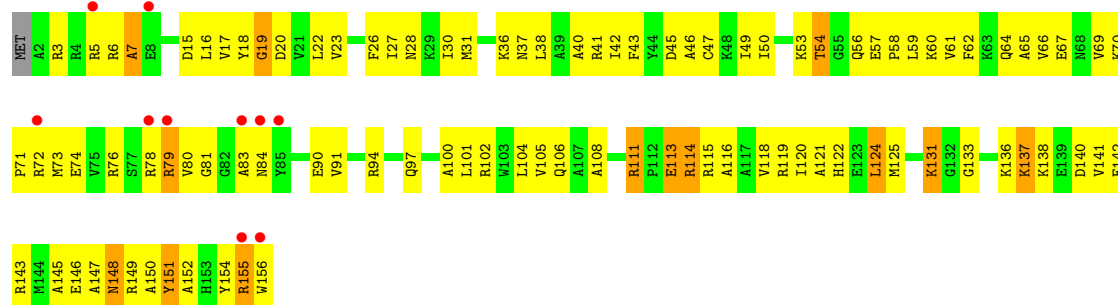 MET A2 R3 R4 R5 R6 A7 E8 D15 L16 V17 Y18 G19 D20 V21 L22 V23 F26 I27 N28 K29 I30 M31 K36 N37 L38 A39 A40 R41 I42 F43 Y44 D45 A46 C47 K48 I49 I50 K53 T54 G55 Q56 E57 P58 L59 K60 V61 F62 K63 Q64 A65 V66 E67 N68 V69 K70
P71 R72 M73 E74 V75 R76 S77 R78 R79 V80 G81 G82 A83 N84 Y85 E90 V91 R94 Q97 A100 L101 R102 W103 L104 V105 Q106 A107 A108 R111 P112 E113 R114 R115 A116 A117 V118 R119 I120 A121 H122 E123 L124 M125 K131 G132 G133 K136 K137 K138 E139 D140 V141 E142
R143 M144 A145 E146 A147 N148 R149 A150 Y151 A152 H153 Y154 R155 W156